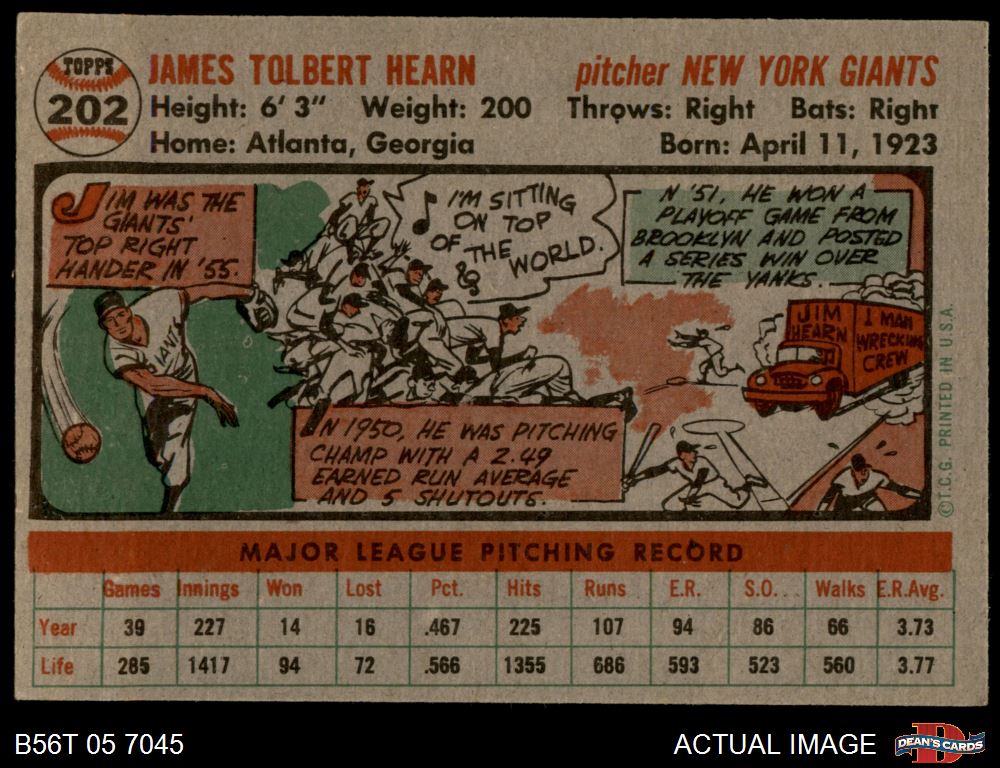 TOPPS
202
JAMES TOLBERT HEARN
pitcher NEW YORK GIANTS
Height: 6' 3" Weight: 200 Throws: Right Bats: Right
Home: Atlanta, Georgia Born: April 11, 1923
JIM WAS THE
GIANTS'
TOP RIGHT
HANDER IN '55.
GIANTS
I'M SITTING
ON TOP
OF THE
WORLD.
IN 1950, HE WAS PITCHING
CHAMP WITH A 2.49
EARNED RUN AVERAGE
AND 5 SHUTOUTS.
N '51, HE WON A
PLAYOFF GAME FROM
BROOKLYN AND POSTED
A SERIES WIN OVER
THE YANKS.
JIM
HEARN
1 MAN
WRECKING
CREW
©T.C.G. PRINTED IN U.S.A.
MAJOR LEAGUE PITCHING RECORD
Games Innings Won Lost Pct. Hits Runs E.R. S.O. Walks E.R.Avg.
Year 39 227 14 16 .467 225 107 94 86 66 3.73
Life 285 1417 94 72 .566 1355 686 593 523 560 3.77
B56T 05 7045
ACTUAL IMAGE
D
DEAN'S CARDS